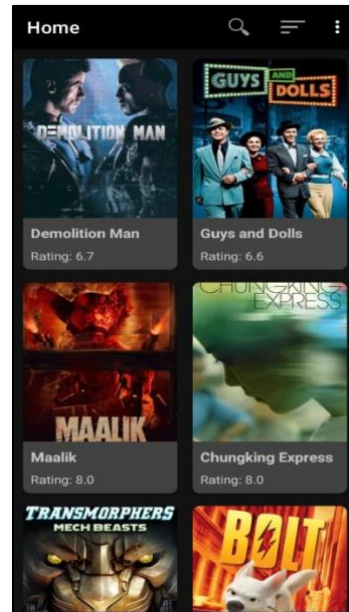 Home
DEMOLITION MAN
GUYS AND DOLLS
Demolition Man
Rating: 6.7
Guys and Dolls
Rating: 6.6
MAALIK
CHUNGKING
EXPRESS
Maalik
Rating: 8.0
Chungking Express
Rating: 8.0
TRANSMORPHERS
MECH BEASTS
BOLT